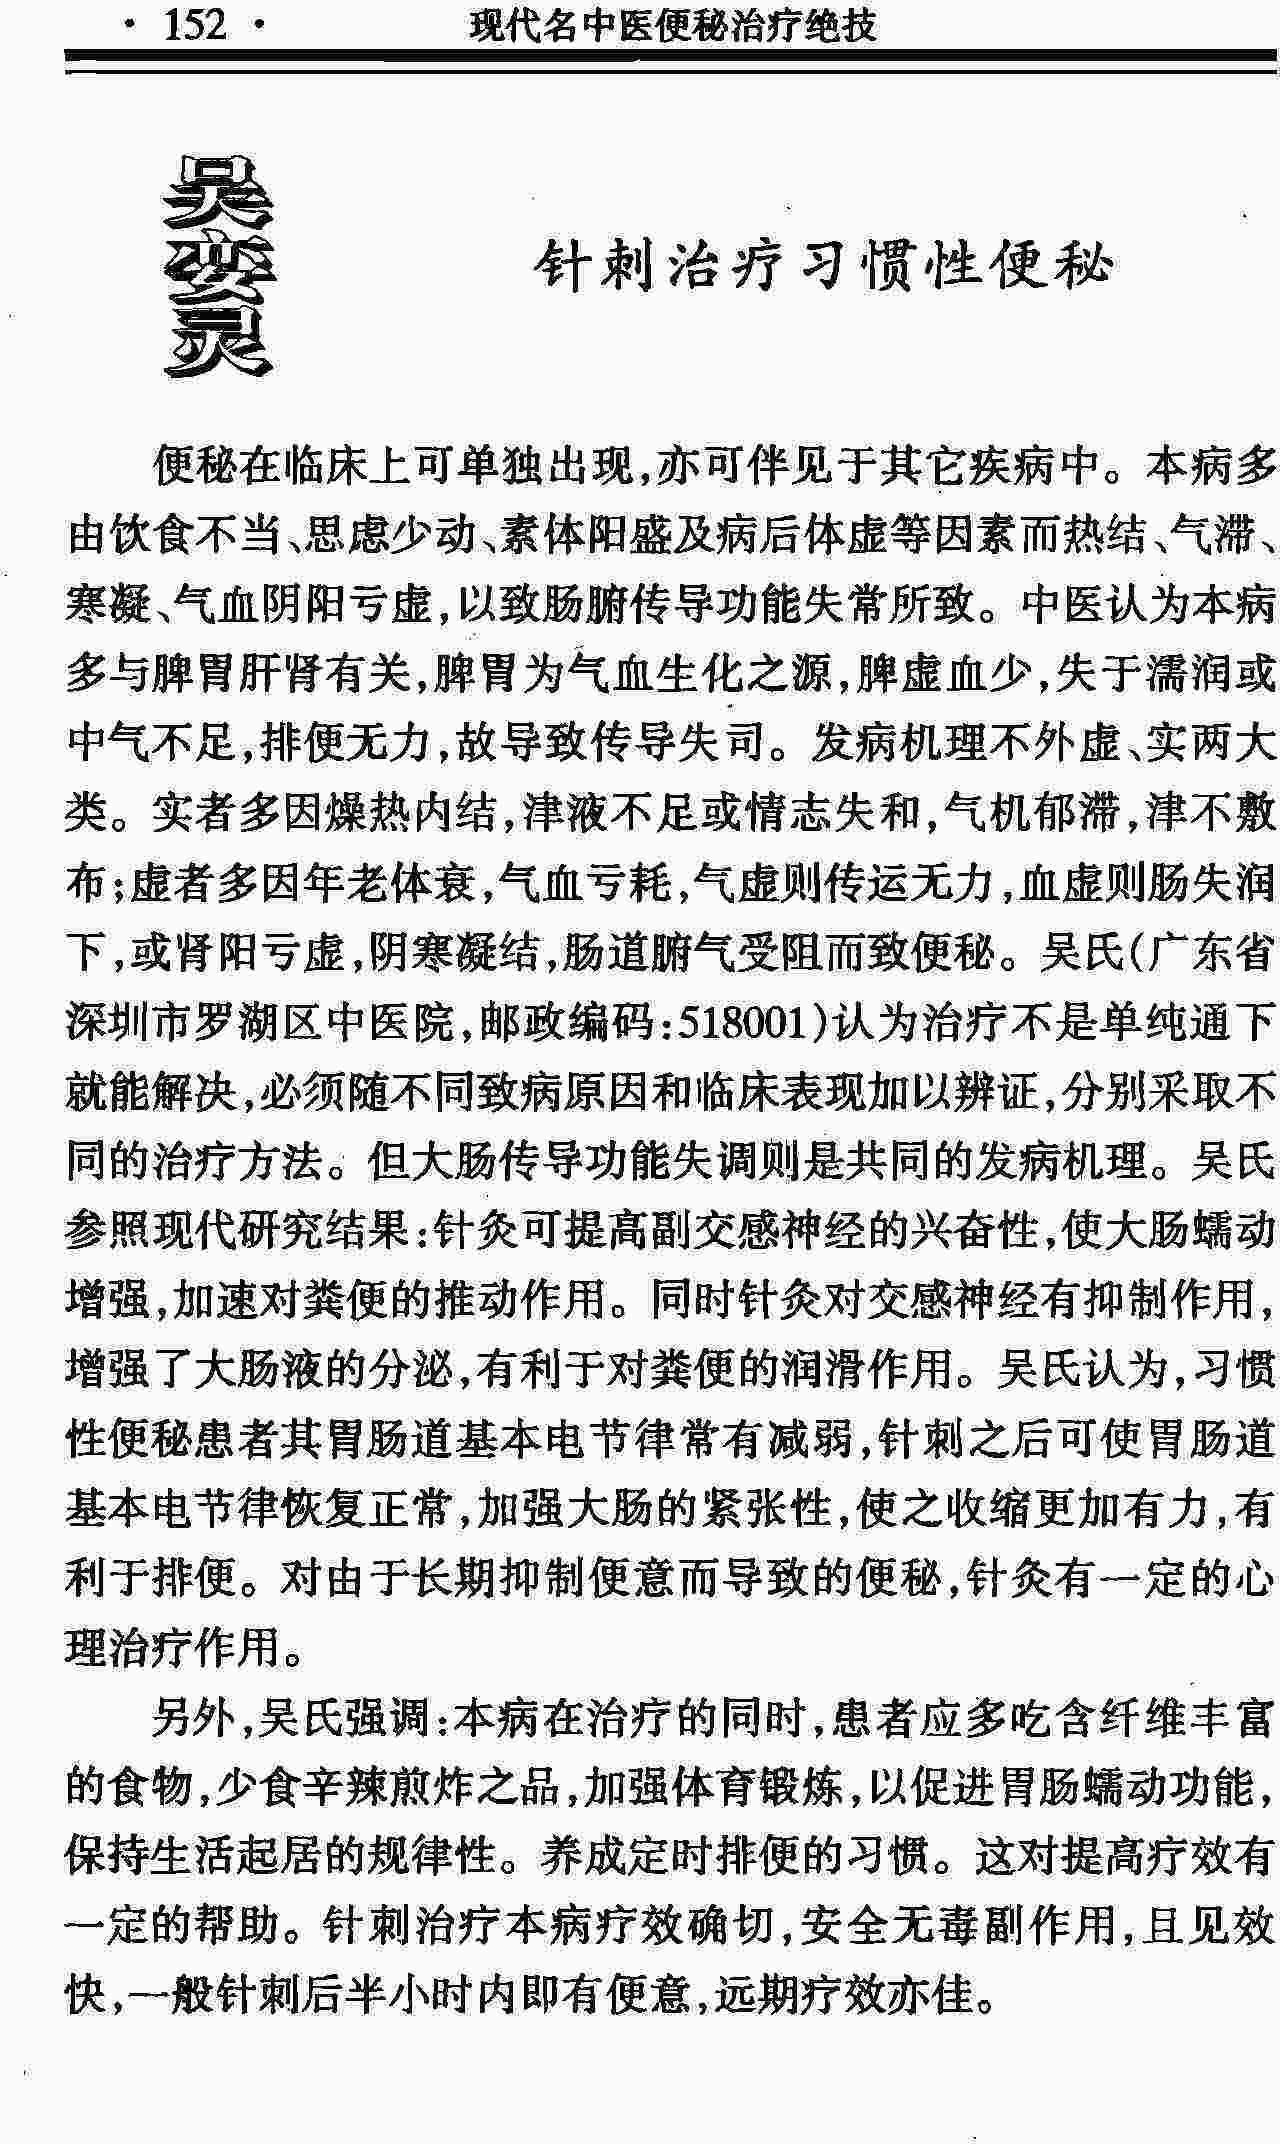 · 152 ·
现代名中医便秘治疗绝技
吴
娈
灵
针刺治疗习惯性便秘
便秘在临床上可单独出现,亦可伴见于其它疾病中。本病多
由饮食不当、思虑少动、素体阳盛及病后体虚等因素而热结、气滞、
寒凝、气血阴阳亏虚,以致肠腑传导功能失常所致。中医认为本病
多与脾胃肝肾有关,脾胃为气血生化之源,脾虚血少,失于濡润或
中气不足,排便无力,故导致传导失司。发病机理不外虚、实两大
类。实者多因燥热内结,津液不足或情志失和,气机郁滞,津不敷
布;虚者多因年老体衰,气血亏耗,气虚则传运无力,血虚则肠失润
下,或肾阳亏虚,阴寒凝结,肠道腑气受阻而致便秘。吴氏(广东省
深圳市罗湖区中医院,邮政编码:518001)认为治疗不是单纯通下
就能解决,必须随不同致病原因和临床表现加以辨证,分别采取不
同的治疗方法。但大肠传导功能失调则是共同的发病机理。吴氏
参照现代研究结果:针灸可提高副交感神经的兴奋性,使大肠蠕动
增强,加速对粪便的推动作用。同时针灸对交感神经有抑制作用,
增强了大肠液的分泌,有利于对粪便的润滑作用。吴氏认为,习惯
性便秘患者其胃肠道基本电节律常有减弱,针刺之后可使胃肠道
基本电节律恢复正常,加强大肠的紧张性,使之收缩更加有力,有
利于排便。对由于长期抑制便意而导致的便秘,针灸有一定的心
理治疗作用。
另外,吴氏强调:本病在治疗的同时,患者应多吃含纤维丰富
的食物,少食辛辣煎炸之品,加强体育锻炼,以促进胃肠蠕动功能,
保持生活起居的规律性。养成定时排便的习惯。这对提高疗效有
一定的帮助。针刺治疗本病疗效确切,安全无毒副作用,且见效
快,一般针刺后半小时内即有便意,远期疗效亦佳。